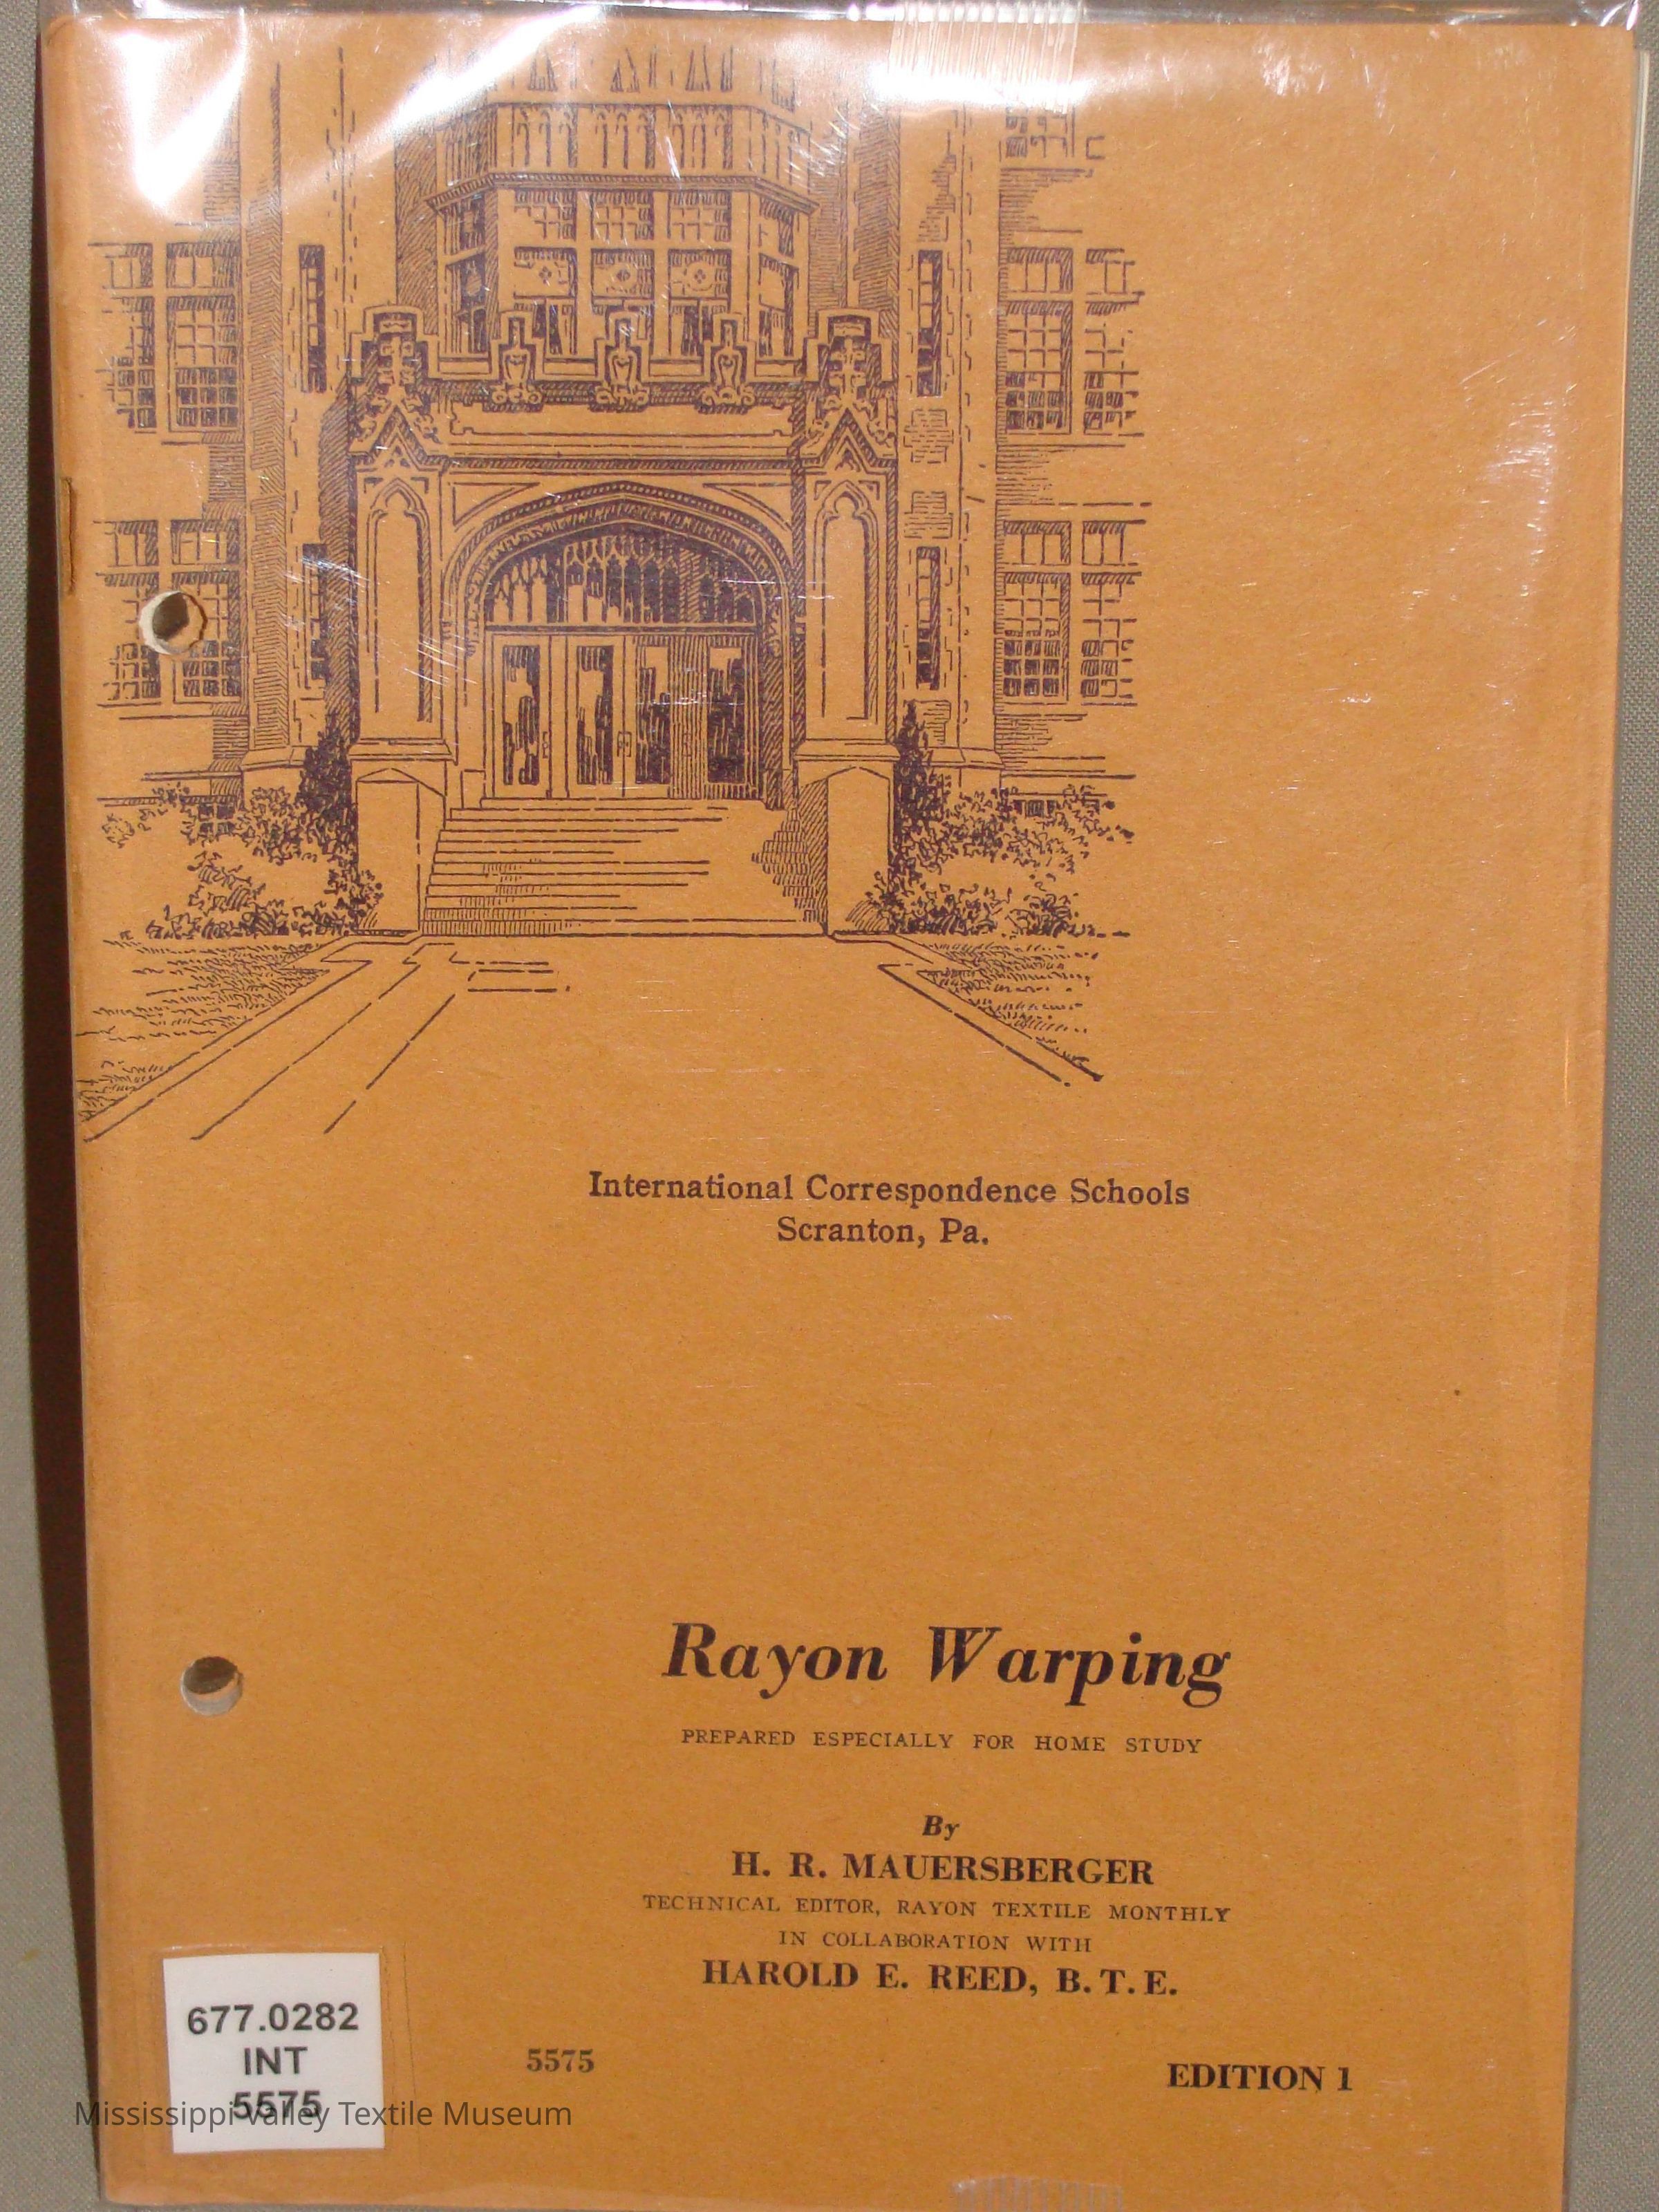 International Correspondence Schools
Scranton, Pa.
Rayon Warping
PREPARED ESPECIALLY FOR HOME STUDY
By
H. R. MAUERSBERGER
TECHNICAL EDITOR, RAYON TEXTILE MONTHLY
IN COLLABORATION WITH
HAROLD E. REED, B. T. E.
5575
EDITION 1
677.0282
INT
5575
Mississippi Valley Textile Museum